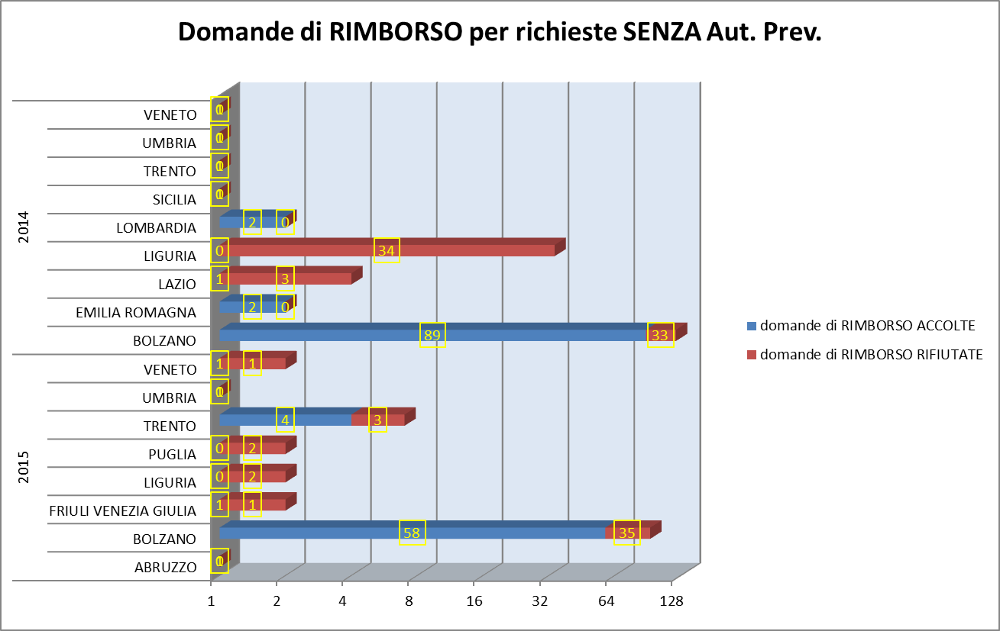 Domande di RIMBORSO per richieste SENZA Aut. Prev.
2014
VENETO
UMBRIA
TRENTO
SICILIA
LOMBARDIA 2 0
LIGURIA 0 34
LAZIO 1 3
EMILIA ROMAGNA 2 0
BOLZANO 89 33
2015
VENETO 1 1
UMBRIA
TRENTO 4 3
PUGLIA 0 2
LIGURIA 0 2
FRIULI VENEZIA GIULIA 1 1
BOLZANO 58 35
ABRUZZO
1 2 4 8 16 32 64 128
domande di RIMBORSO ACCOLTE
domande di RIMBORSO RIFIUTATE